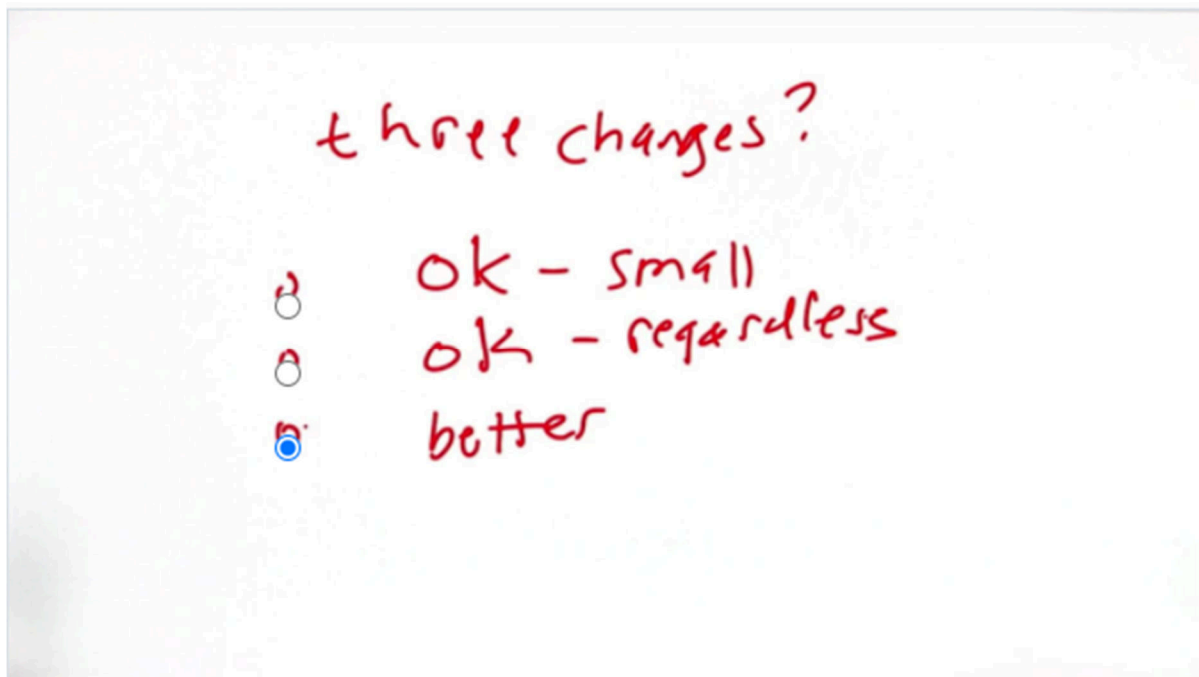 three changes?
ok - small
ok - regardless
better